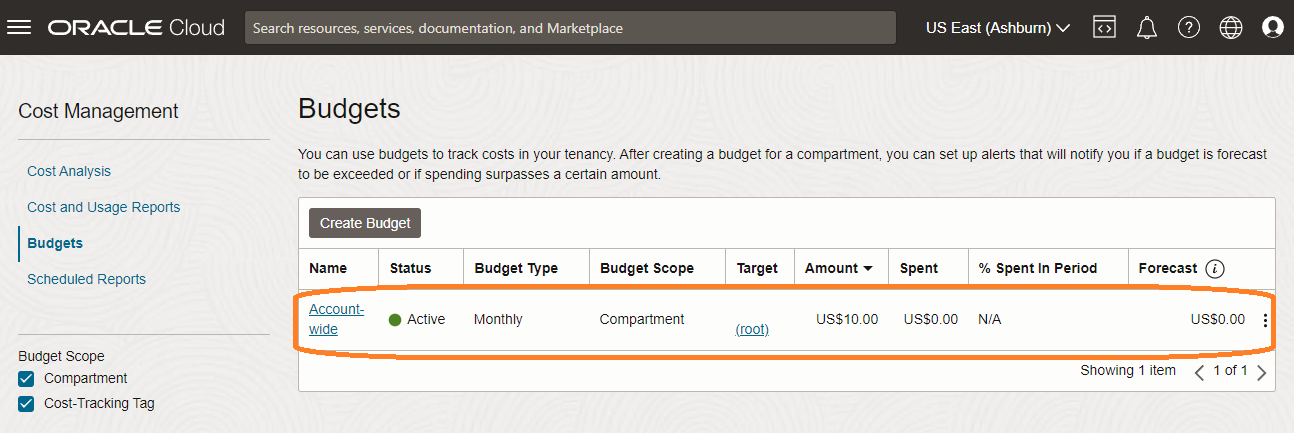 ORACLE Cloud
Search resources, services, documentation, and Marketplace
US East (Ashburn)
Cost Management
Cost Analysis
Cost and Usage Reports
Budgets
Scheduled Reports
Budget Scope
Compartment
Cost-Tracking Tag
Budgets
You can use budgets to track costs in your tenancy. After creating a budget for a compartment, you can set up alerts that will notify you if a budget is forecast
to be exceeded or if spending surpasses a certain amount.
Create Budget
Name Status Budget Type Budget Scope Target Amount Spent % Spent In Period Forecast
Account-
wide Active Monthly Compartment (root) US$10.00 US$0.00 N/A US$0.00
Showing 1 item 1 of 1